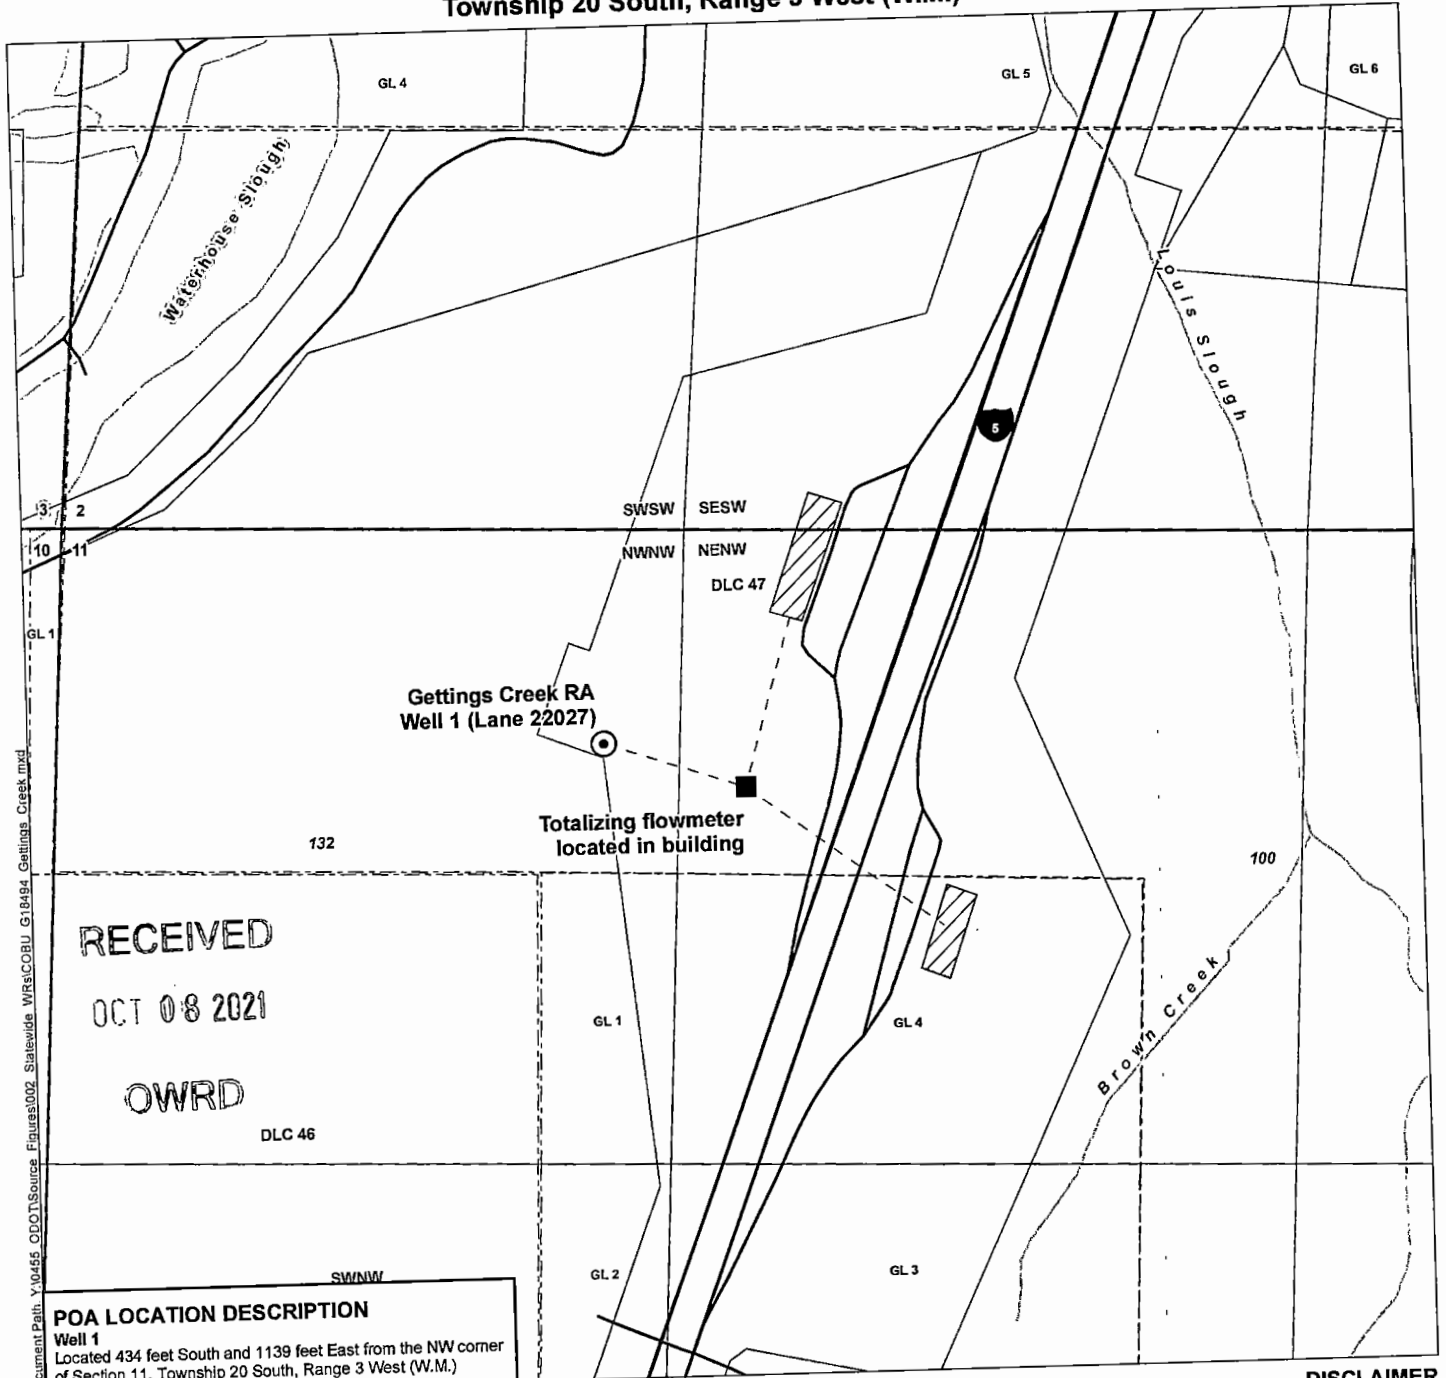 Township 20 South, Range 3 West (W.M.)
GL 4
GL 5
GL 6
Waterhouse Slough
Louis Slough
5
3
2
SWSW
SESW
10
11
NWNW
NENW
DLC 47
GL 1
Gettings Creek RA
Well 1 (Lane 22027)
Totalizing flowmeter
located in building
132
100
RECEIVED
OCT 08 2021
OWRD
GL 1
GL 4
Brown Creek
DLC 46
SWNW
GL 2
GL 3
POA LOCATION DESCRIPTION
Well 1
Located 434 feet South and 1139 feet East from the NW corner
of Section 11, Township 20 South, Range 3 West (W.M.)
DISCLAIMER
cument Path: Y:\0455_ODOT\Source_Figures\002_Statewide_WRs\COBU_G18494_Gettings_Creek.mxd